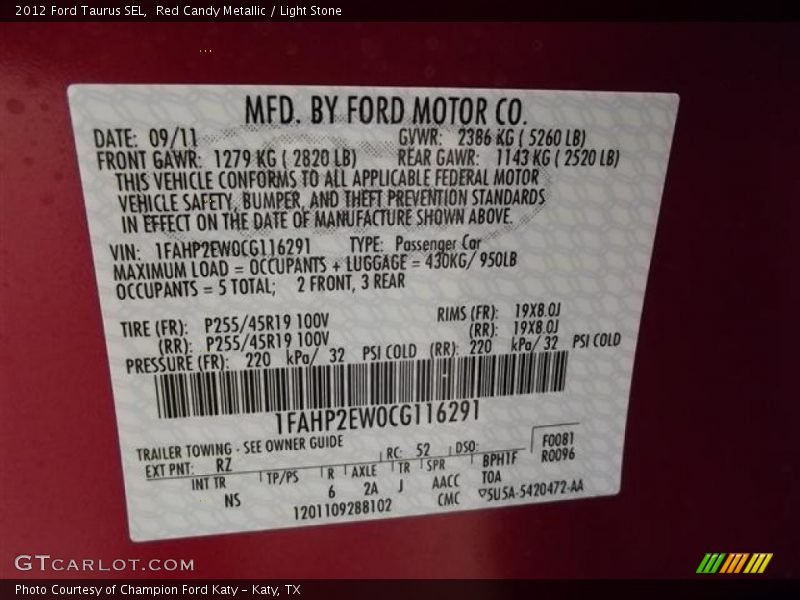 2012 Ford Taurus SEL, Red Candy Metallic / Light Stone
MFD. BY FORD MOTOR CO.
DATE: 09/11 GVWR: 2386 KG ( 5260 LB)
FRONT GAWR: 1279 KG ( 2820 LB) REAR GAWR: 1143 KG ( 2520 LB)
THIS VEHICLE CONFORMS TO ALL APPLICABLE FEDERAL MOTOR
VEHICLE SAFETY, BUMPER, AND THEFT PREVENTION STANDARDS
IN EFFECT ON THE DATE OF MANUFACTURE SHOWN ABOVE.
VIN: 1FAHP2EW0CG116291 TYPE: Passenger Car
MAXIMUM LOAD = OCCUPANTS + LUGGAGE = 430KG/ 950LB
OCCUPANTS = 5 TOTAL; 2 FRONT, 3 REAR
TIRE (FR): P255/45R19 100V RIMS (FR): 19X8.0J
(RR): P255/45R19 100V (RR): 19X8.0J
PRESSURE (FR): 220 kPa/ 32 PSI COLD (RR): 220 kPa/ 32 PSI COLD
1FAHP2EW0CG116291
TRAILER TOWING - SEE OWNER GUIDE
EXT PNT: RZ RC: 52 DSO: F0081
INT TR TP/PS R AXLE TR SPR BPH1F R0096
NS 6 2A J AACC TOA
1201109288102 CMC 5U5A-5420472-AA
GTCARLOT.COM
Photo Courtesy of Champion Ford Katy – Katy, TX